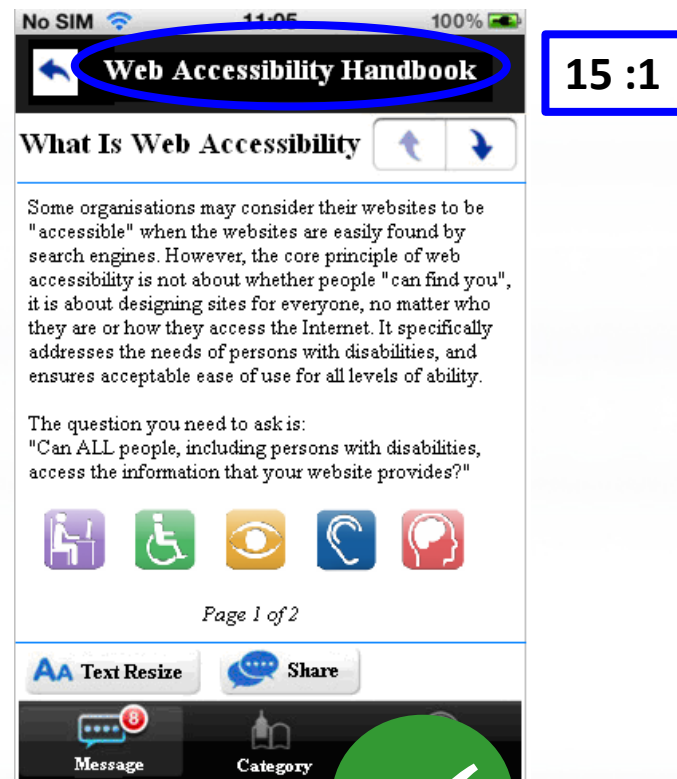 No SIM 11:05 100%
Web Accessibility Handbook
15 :1
What Is Web Accessibility
Some organisations may consider their websites to be
"accessible" when the websites are easily found by
search engines. However, the core principle of web
accessibility is not about whether people "can find you",
it is about designing sites for everyone, no matter who
they are or how they access the Internet. It specifically
addresses the needs of persons with disabilities, and
ensures acceptable ease of use for all levels of ability.
The question you need to ask is:
"Can ALL people, including persons with disabilities,
access the information that your website provides?"
Page 1 of 2
AA Text Resize Share
8
Message Category